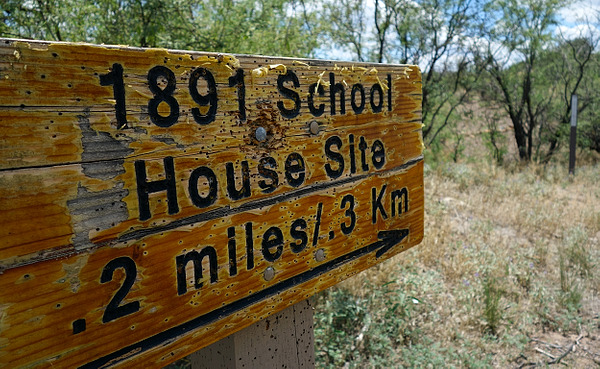 1891 School
House Site
.2 miles/.3 Km